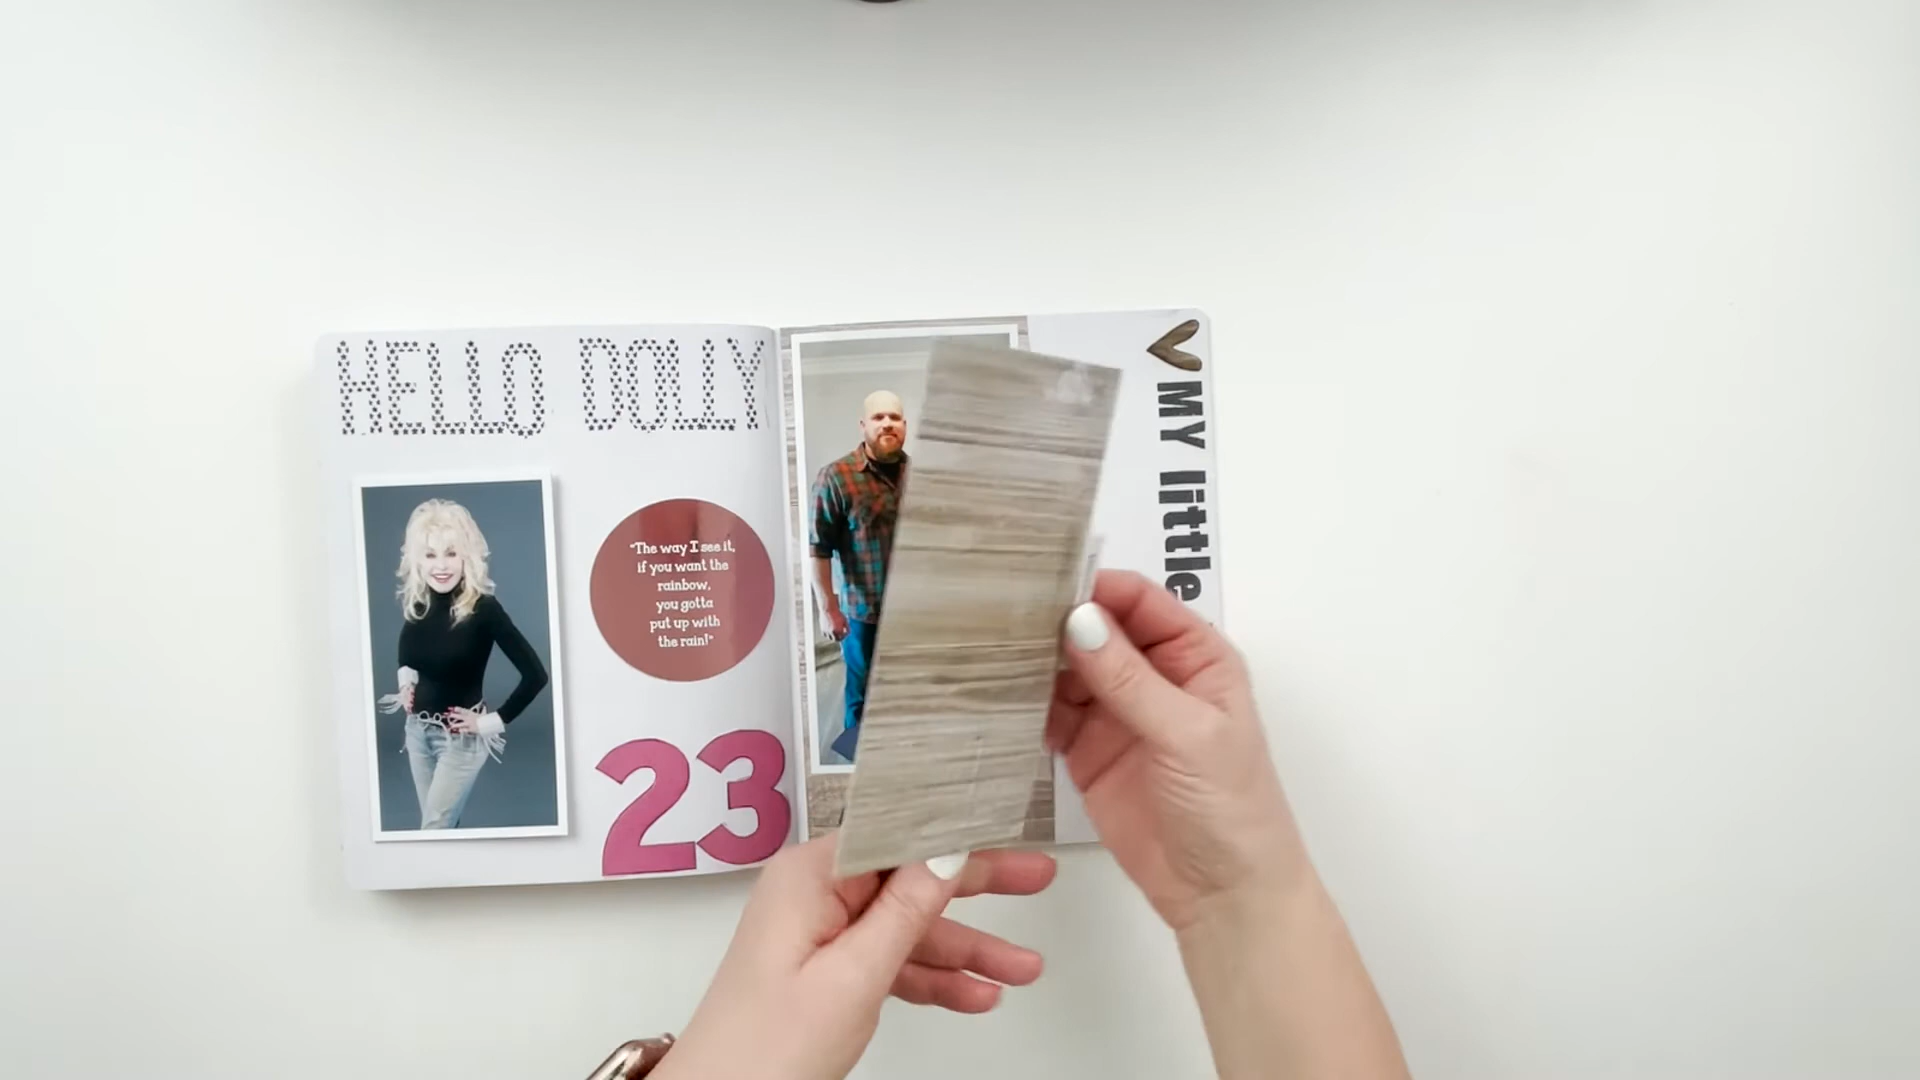 HELLO DOLLY
"The way I see it,
if you want the
rainbow,
you gotta
put up with
the rain!"
23
MY little